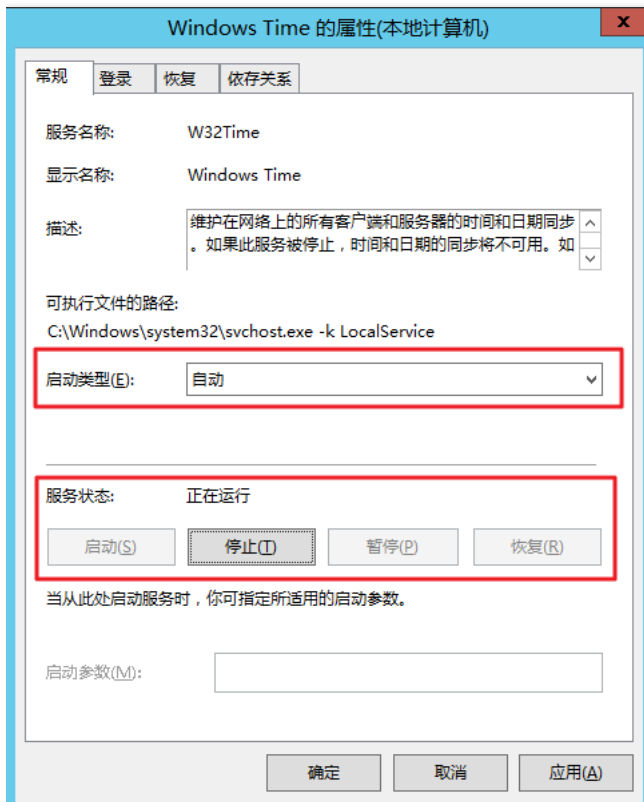 Windows Time 的属性(本地计算机)
x
常规 登录 恢复 依存关系
服务名称: W32Time
显示名称: Windows Time
描述: 维护在网络上的所有客户端和服务器的时间和日期同步
。如果此服务被停止，时间和日期的同步将不可用。如
可执行文件的路径:
C:\Windows\system32\svchost.exe -k LocalService
启动类型(E): 自动
服务状态: 正在运行
启动(S) 停止(T) 暂停(P) 恢复(R)
当从此处启动服务时，你可指定所适用的启动参数。
启动参数(M):
确定 取消 应用(A)